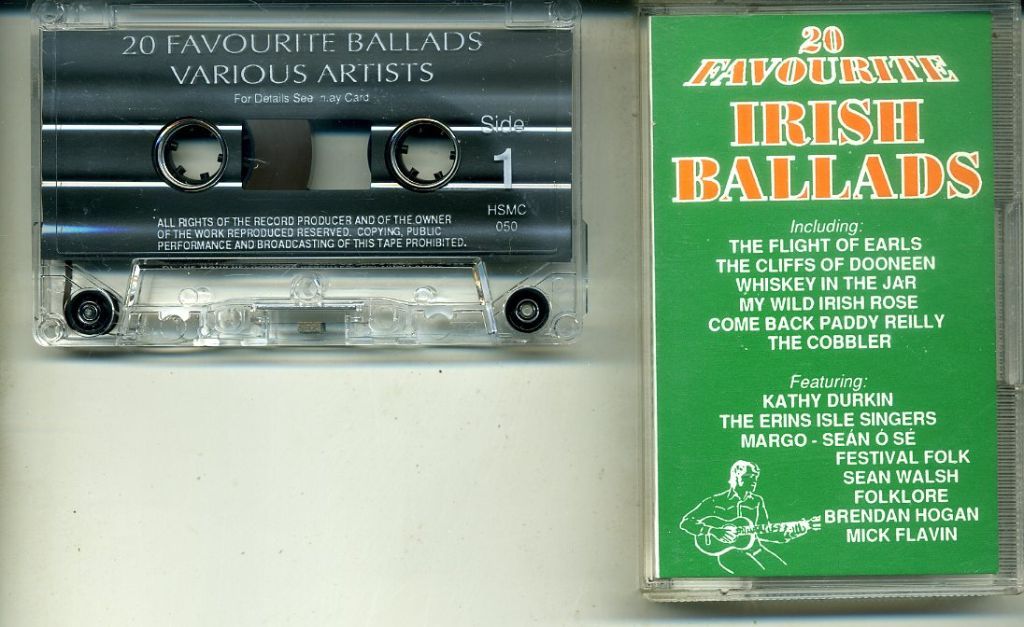 20 FAVOURITE BALLADS
VARIOUS ARTISTS
For Details See Card
Side
1
ALL RIGHTS OF THE RECORD PRODUCER AND OF THE OWNER
OF THE WORK REPRODUCED RESERVED. COPYING, PUBLIC
PERFORMANCE AND BROADCASTING OF THIS TAPE PROHIBITED.
HSMC
050
20
FAVOURITE
IRISH
BALLADS
Including:
THE FLIGHT OF EARLS
THE CLIFFS OF DOONEEN
WHISKEY IN THE JAR
MY WILD IRISH ROSE
COME BACK PADDY REILLY
THE COBBLER
Featuring:
KATHY DURKIN
THE ERINS ISLE SINGERS
MARGO - SEÁN Ó SÉ
FESTIVAL FOLK
SEAN WALSH
FOLKLORE
BRENDAN HOGAN
MICK FLAVIN